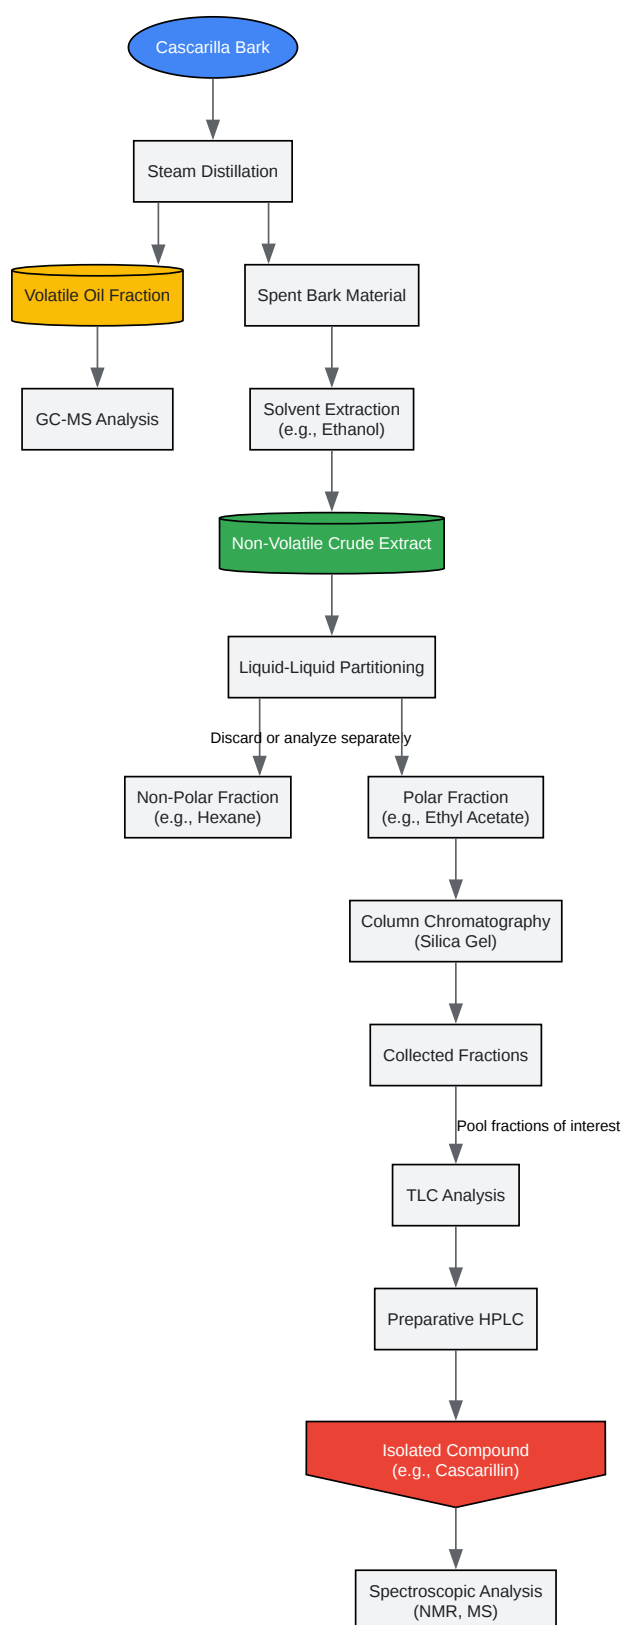 Cascarilla Bark
Steam Distillation
Volatile Oil Fraction
Spent Bark Material
GC-MS Analysis
Solvent Extraction
(e.g., Ethanol)
Non-Volatile Crude Extract
Liquid-Liquid Partitioning
Discard or analyze separately
Non-Polar Fraction
(e.g., Hexane)
Polar Fraction
(e.g., Ethyl Acetate)
Column Chromatography
(Silica Gel)
Collected Fractions
Pool fractions of interest
TLC Analysis
Preparative HPLC
Isolated Compound
(e.g., Cascarillin)
Spectroscopic Analysis
(NMR, MS)